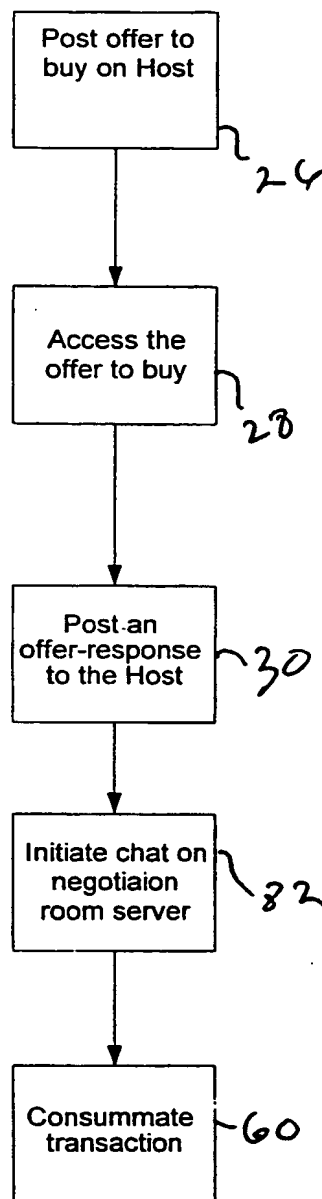 Post offer to
buy on Host
26
Access the
offer to buy
28
Post an
offer-response
to the Host
30
Initiate chat on
negotiaion
room server
82
Consummate
transaction
60